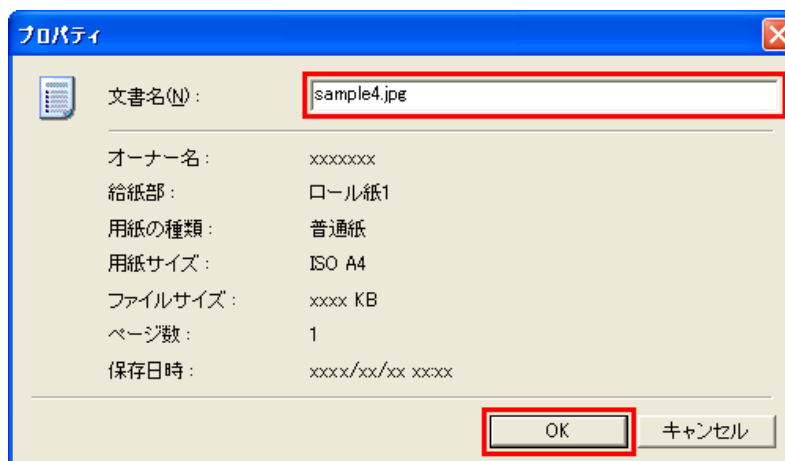 プロパティ
文書名(N): sample4.jpg
オーナー名: xxxxxxx
給紙部: ロール紙1
用紙の種類: 普通紙
用紙サイズ: ISO A4
ファイルサイズ: xxxx KB
ページ数: 1
保存日時: xxxx/xx/xx xx:xx
OK キャンセル